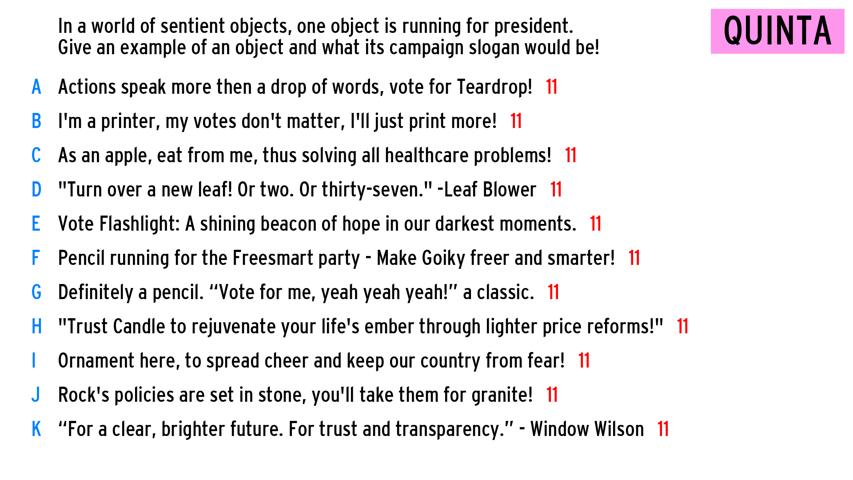 In a world of sentient objects, one object is running for president.
Give an example of an object and what its campaign slogan would be!
QUINTA
A Actions speak more then a drop of words, vote for Teardrop! 11
B I'm a printer, my votes don't matter, I'll just print more! 11
C As an apple, eat from me, thus solving all healthcare problems! 11
D "Turn over a new leaf! Or two. Or thirty-seven." -Leaf Blower 11
E Vote Flashlight: A shining beacon of hope in our darkest moments. 11
F Pencil running for the Freesmart party - Make Goiky freer and smarter! 11
G Definitely a pencil. “Vote for me, yeah yeah yeah!” a classic. 11
H "Trust Candle to rejuvenate your life's ember through lighter price reforms!" 11
I Ornament here, to spread cheer and keep our country from fear! 11
J Rock's policies are set in stone, you'll take them for granite! 11
K “For a clear, brighter future. For trust and transparency.” - Window Wilson 11